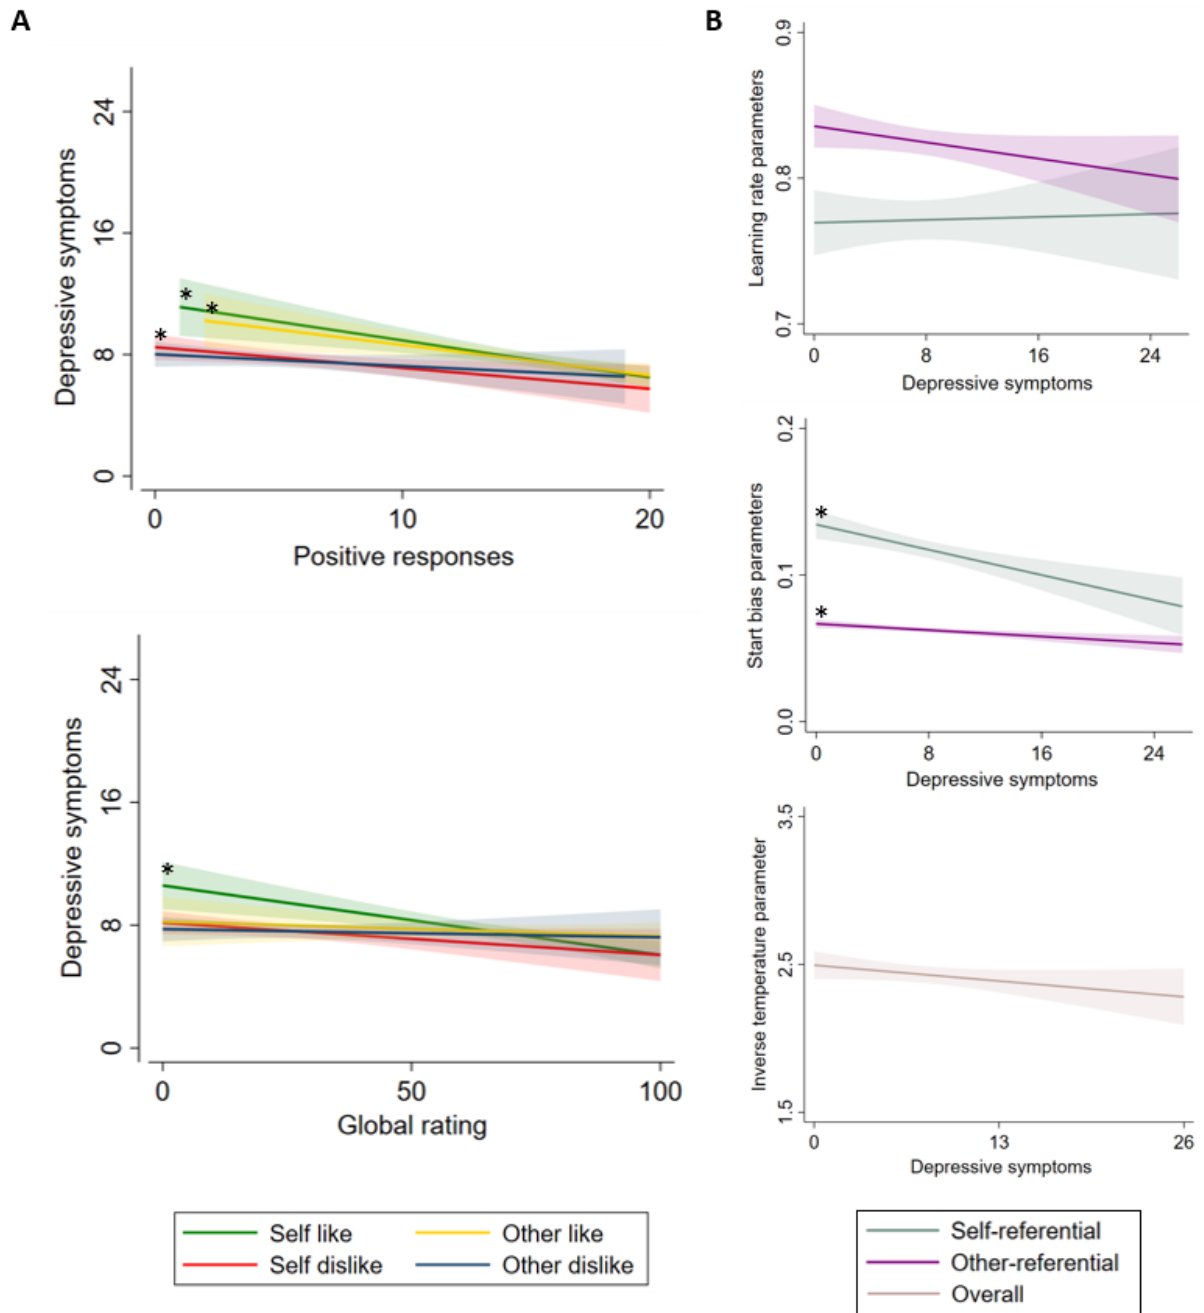 A
Depressive symptoms
24
16
8
0
*
*
*
0
10
20
Positive responses
Depressive symptoms
24
16
8
0
*
0
50
100
Global rating
Self like
Other like
Self dislike
Other dislike
B
Learning rate parameters
0.9
0.8
0.7
0
8
16
24
Depressive symptoms
Start bias parameters
0.2
0.1
0.0
*
*
0
8
16
24
Depressive symptoms
Inverse temperature parameter
3.5
2.5
1.5
0
13
26
Depressive symptoms
Self-referential
Other-referential
Overall